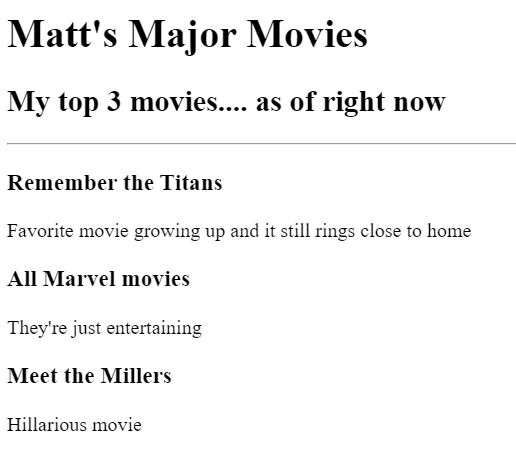 Matt's Major Movies
My top 3 movies.... as of right now
Remember the Titans
Favorite movie growing up and it still rings close to home
All Marvel movies
They're just entertaining
Meet the Millers
Hillarious movie